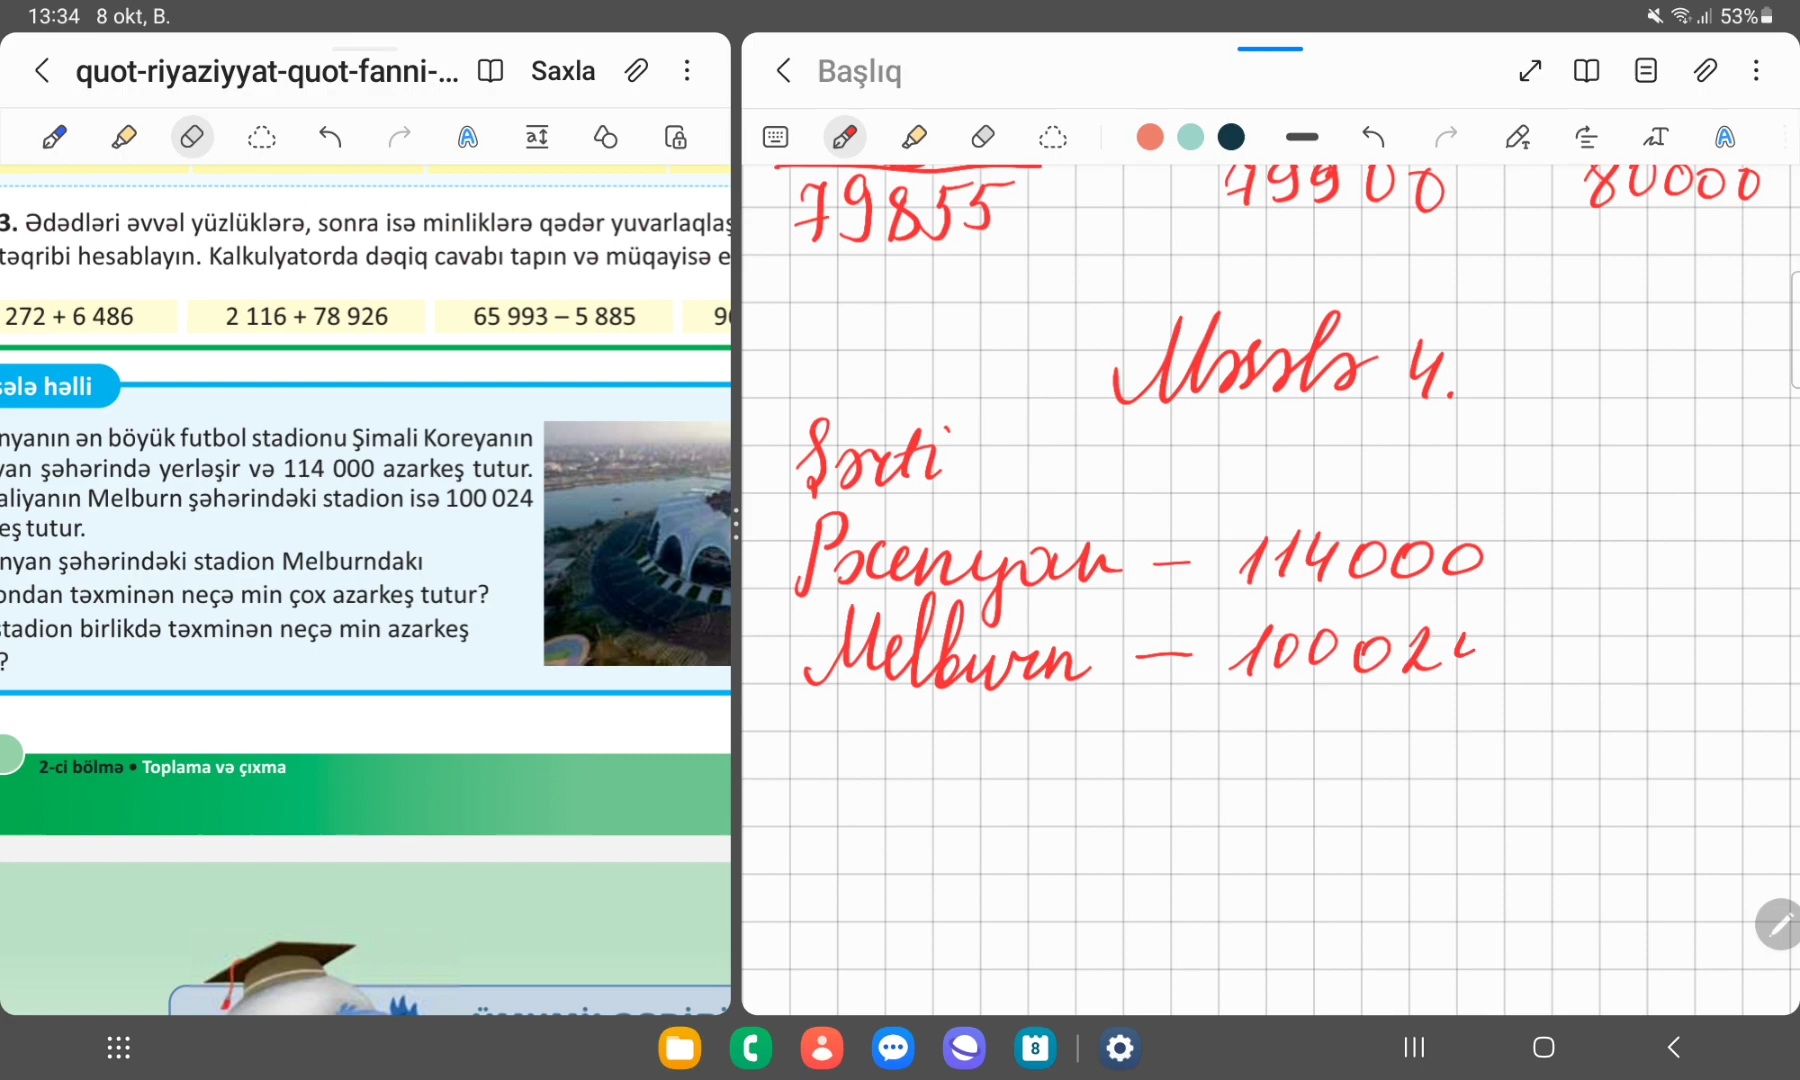 13:34 8 okt, B.
53%
quot-riyaziyyat-quot-fanni-...
Saxla
3. Ədədləri əvvəl yüzlüklərə, sonra isə minliklərə qədər yuvarlaqlaş
təqribi hesablayın. Kalkulyatorda dəqiq cavabı tapın və müqayisə e
272 + 6 486
2 116 + 78 926
65 993 – 5 885
sələ həlli
nyanın ən böyük futbol stadionu Şimali Koreyanın
yan şəhərində yerləşir və 114 000 azarkeş tutur.
aliyanın Melburn şəhərindəki stadion isə 100 024
eş tutur.
nyan şəhərindəki stadion Melburndakı
ondan təxminən neçə min çox azarkeş tutur?
stadion birlikdə təxminən neçə min azarkeş
?
2-ci bölmə • Toplama və çıxma
Başlıq
79855 79900 80000
Məsələ 4.
Şərti
Pxenyan – 114000
Melburn – 100024
8